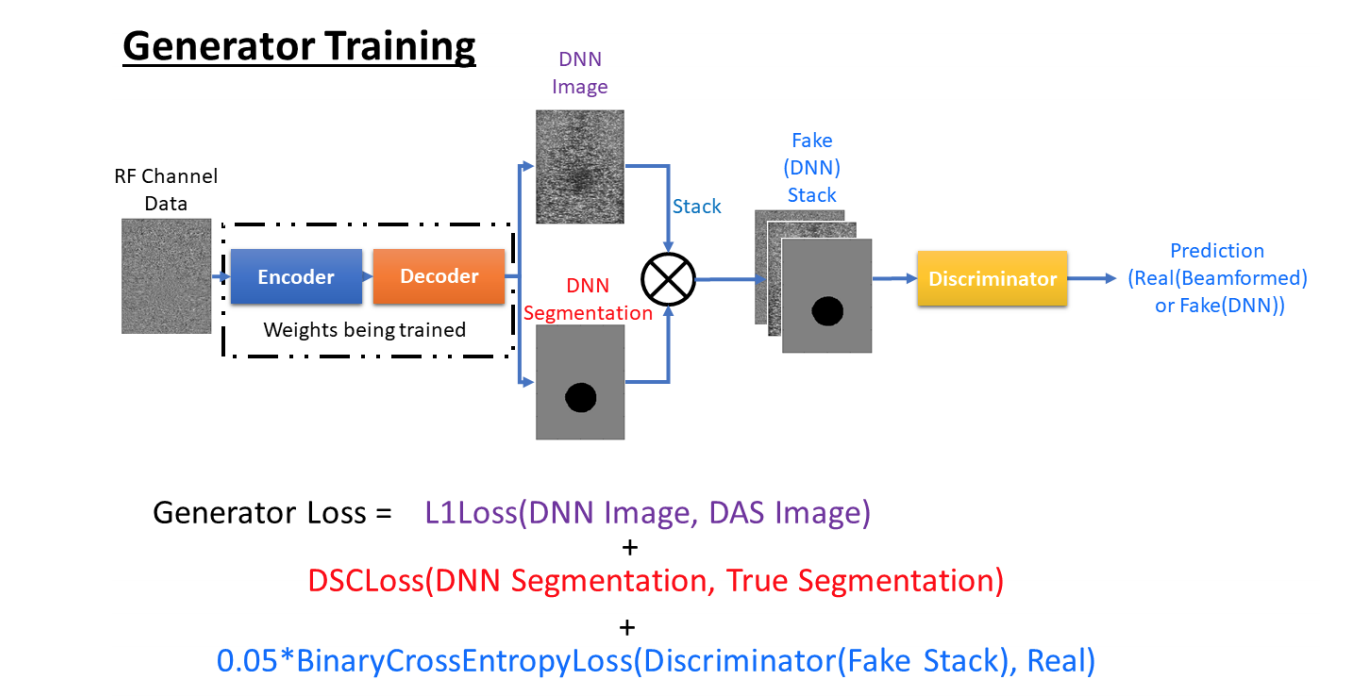 Generator Training
DNN
Image
Fake
(DNN)
Stack
RF Channel
Data
Stack
Encoder
Decoder
Weights being trained
DNN
Segmentation
Discriminator
Prediction
(Real(Beamformed)
or Fake(DNN))
Generator Loss = L1Loss(DNN Image, DAS Image)
+
DSCLoss(DNN Segmentation, True Segmentation)
+
0.05*BinaryCrossEntropyLoss(Discriminator(Fake Stack), Real)